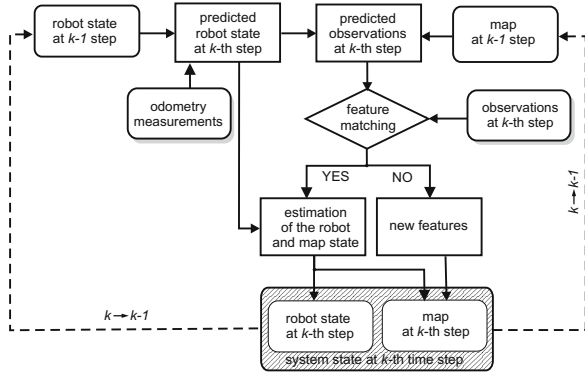 robot state
at k-1 step
predicted
robot state
at k-th step
predicted
observations
at k-th step
map
at k-1 step
odometry
measurements
feature
matching
observations
at k-th step
YES
NO
estimation
of the robot
and map state
new features
k→k-1
k→k-1
robot state
at k-th step
map
at k-th step
system state at k-th time step